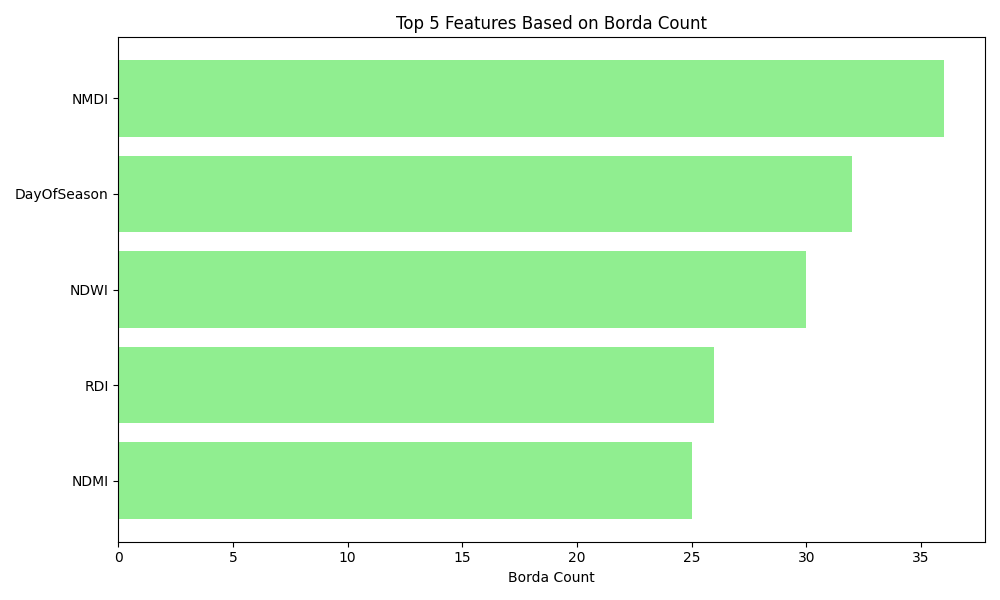 Top 5 Features Based on Borda Count
NMDI
DayOfSeason
NDWI
RDI
NDMI
0 5 10 15 20 25 30 35
Borda Count